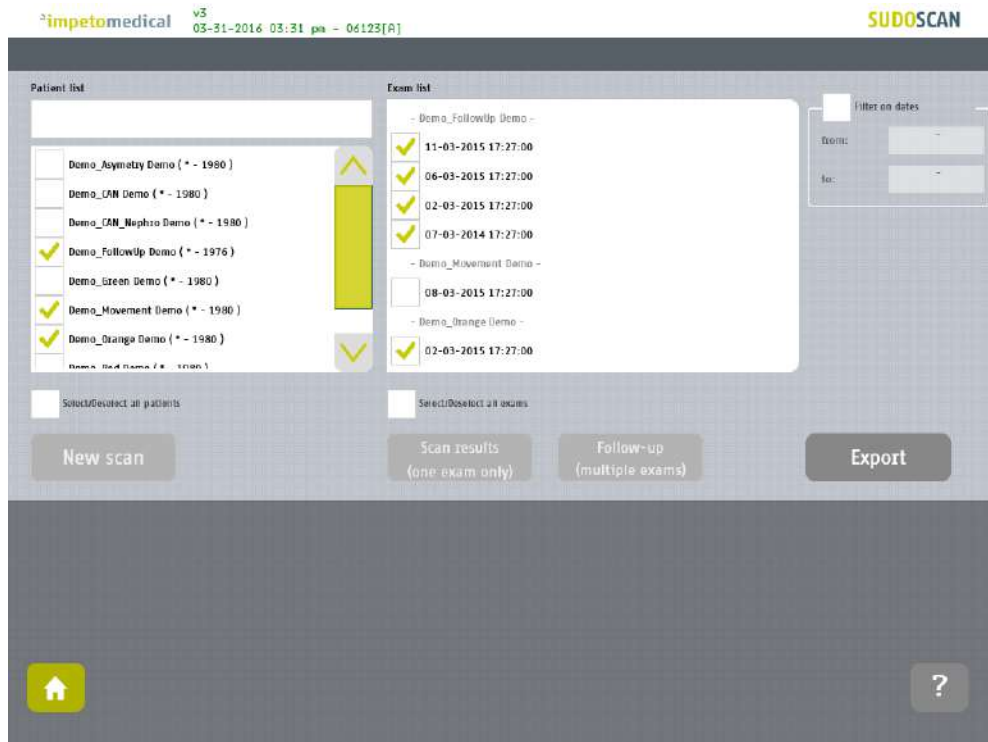 impetomedical
v3
03-31-2016 03:31 pm - 06123[A]
SUDOSCAN
Patient list
Demo_Asymetry Demo ( * - 1980 )
Demo_CAN Demo ( * - 1980 )
Demo_CAN_Nephro Demo ( * - 1980 )
Demo_FollowUp Demo ( * - 1976 )
Demo_Green Demo ( * - 1980 )
Demo_Movement Demo ( * - 1980 )
Demo_Orange Demo ( * - 1980 )
Demo_Red Demo ( * - 1980 )
Select/Deselect all patients
New scan
Exam list
- Demo_FollowUp Demo -
11-03-2015 17:27:00
06-03-2015 17:27:00
02-03-2015 17:27:00
07-03-2014 17:27:00
- Demo_Movement Demo -
08-03-2015 17:27:00
- Demo_Orange Demo -
02-03-2015 17:27:00
Select/Deselect all exams
Scan results
(one exam only)
Follow-up
(multiple exams)
Filter on dates
from: -
to: -
Export
?